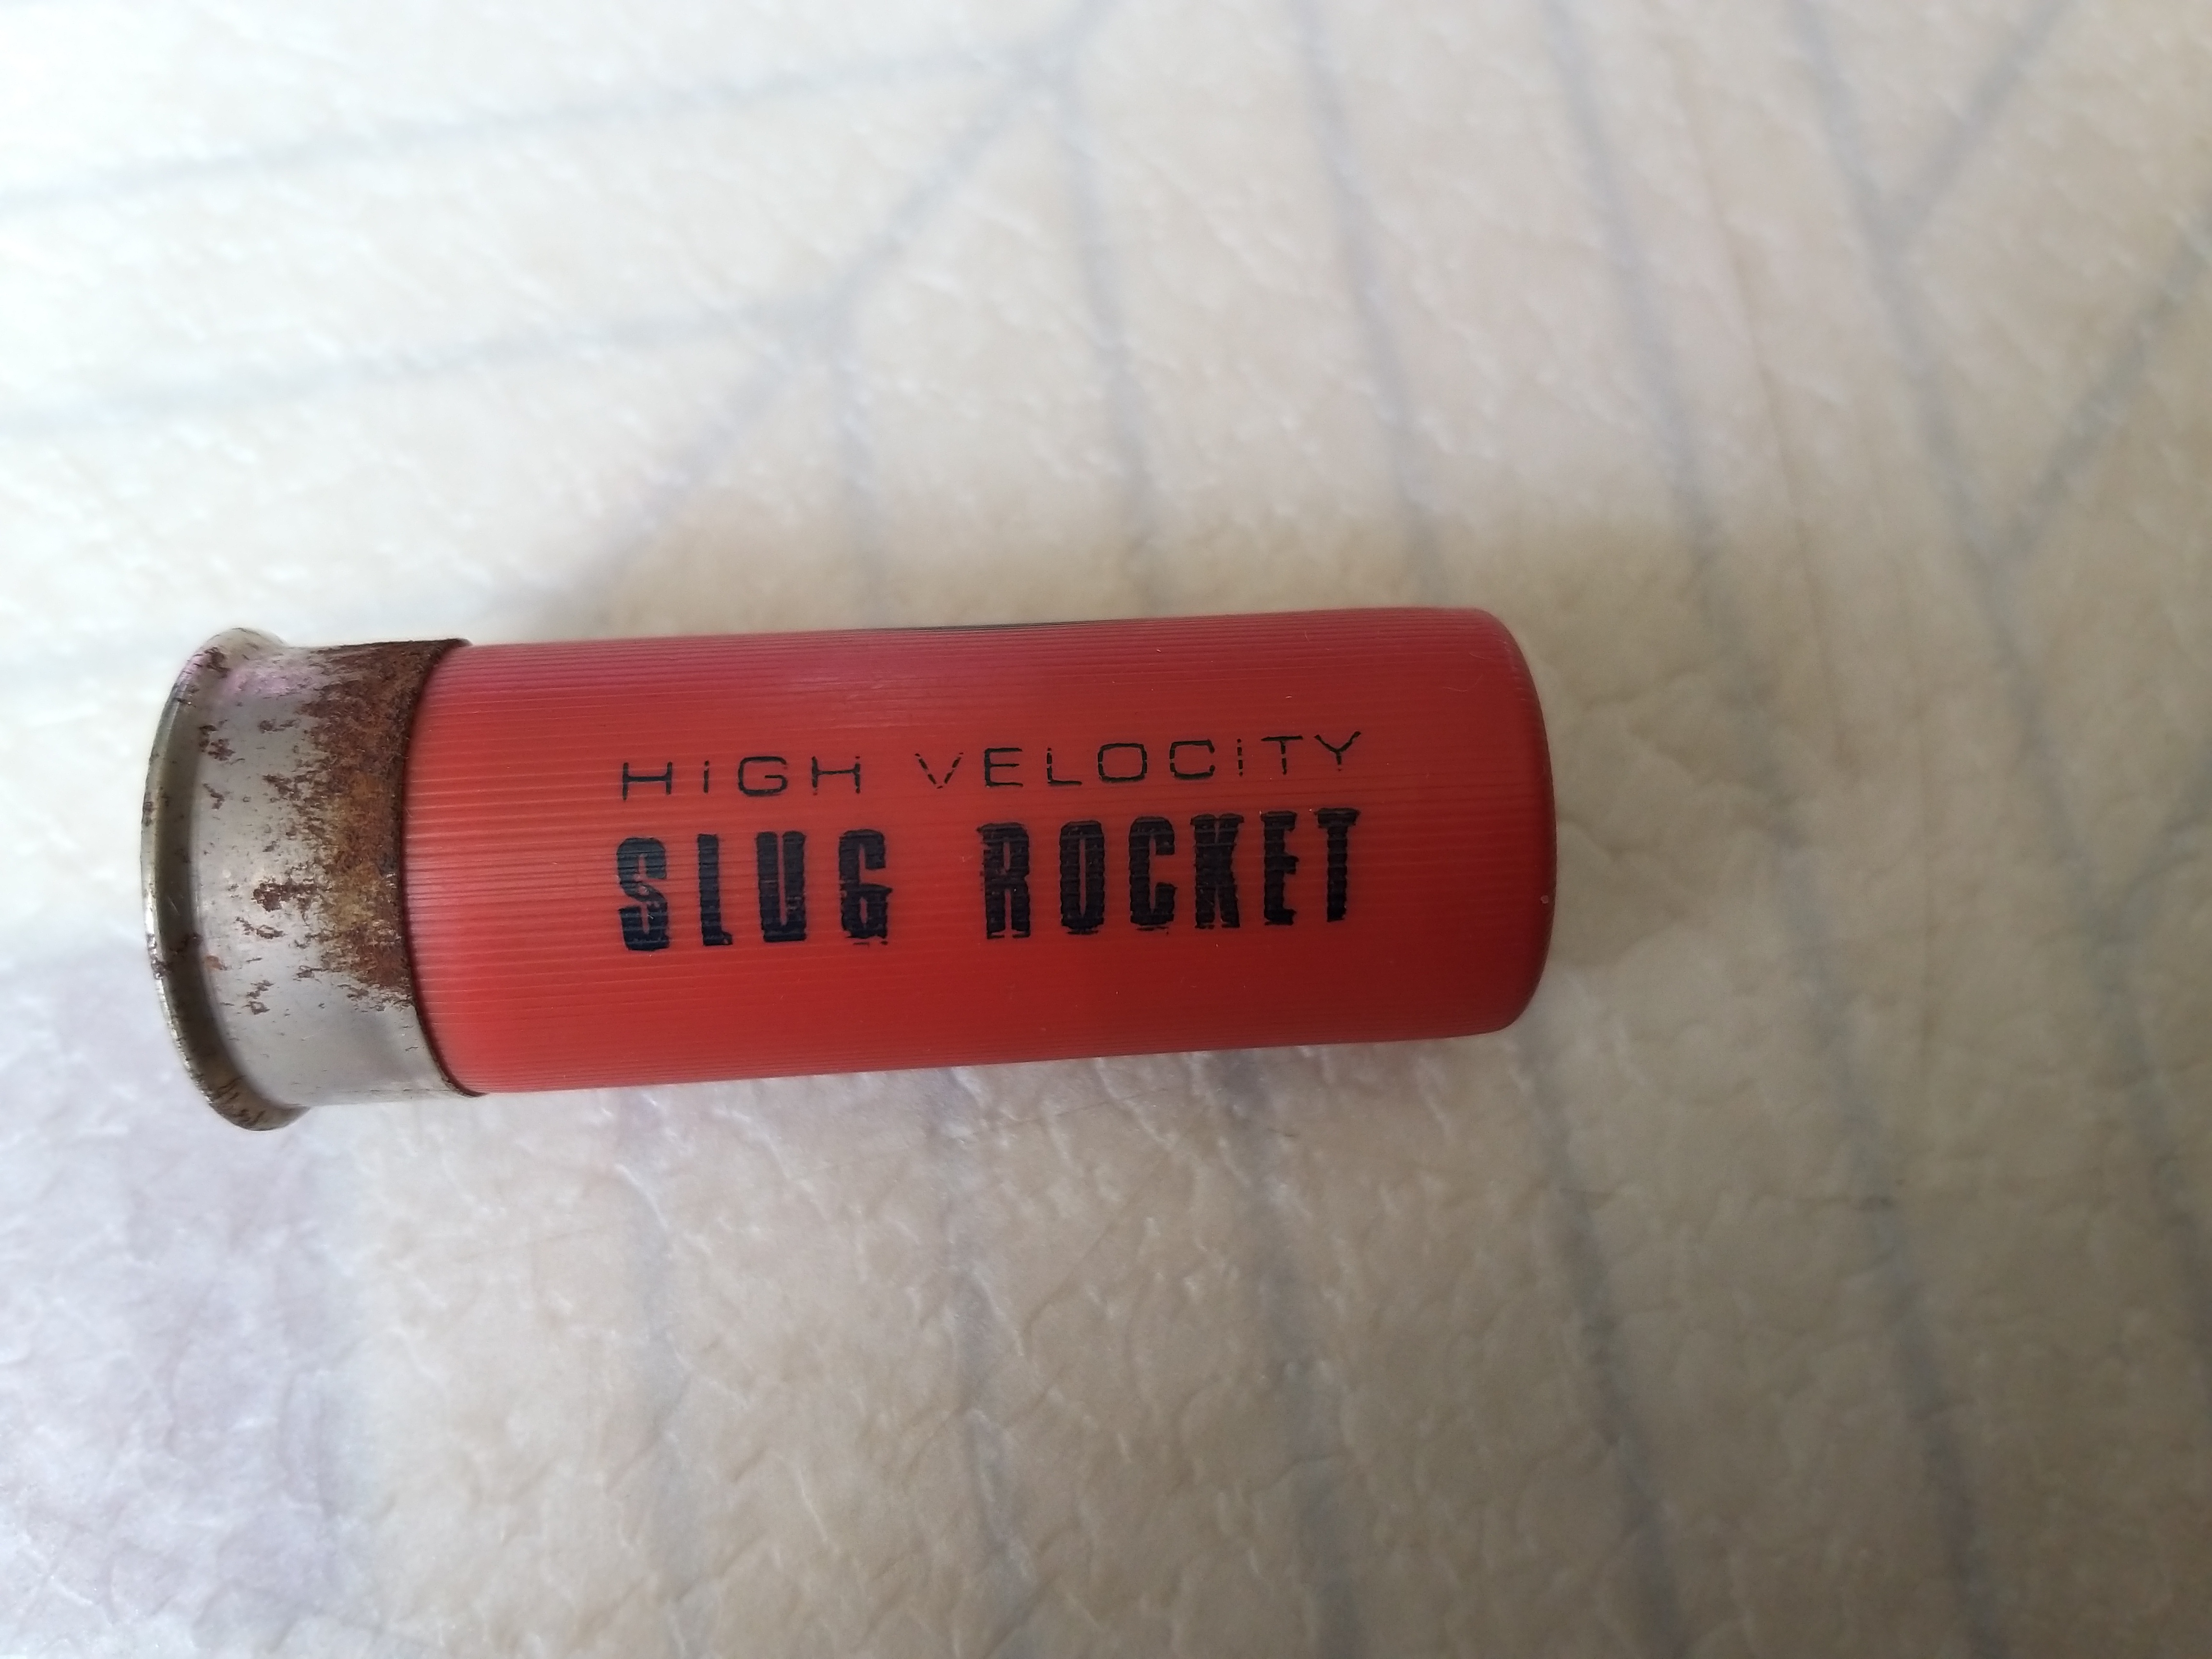 HIGH VELOCITY
SLUG ROCKET